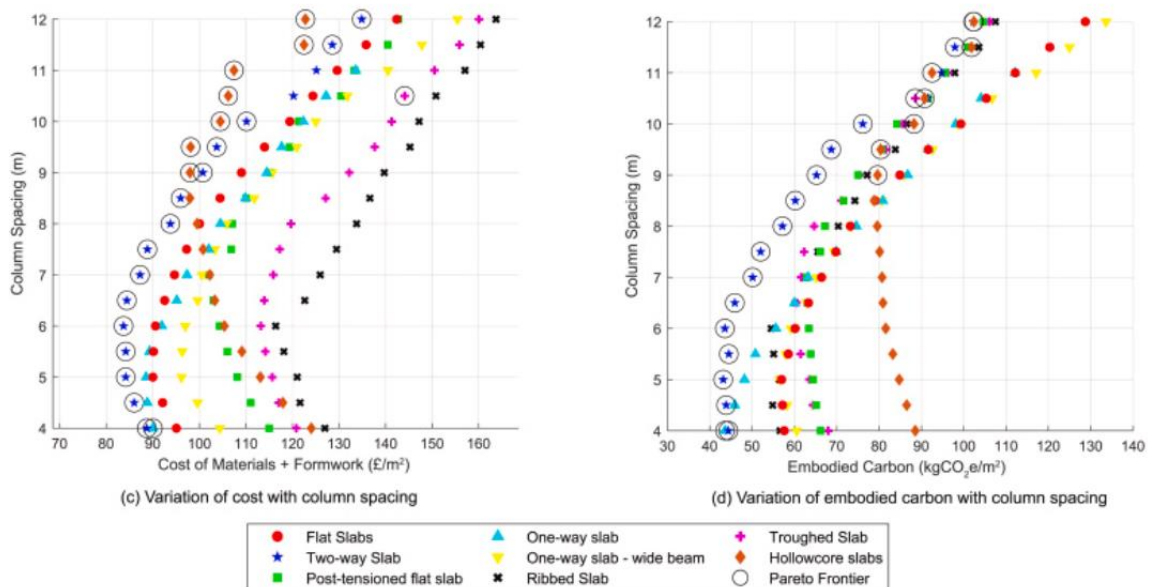 12
11
10
9
8
7
6
5
4
Column Spacing (m)
70 80 90 100 110 120 130 140 150 160
Cost of Materials + Formwork (£/m²)
(c) Variation of cost with column spacing
12
11
10
9
8
7
6
5
4
Column Spacing (m)
30 40 50 60 70 80 90 100 110 120 130 140
Embodied Carbon (kgCO₂e/m²)
(d) Variation of embodied carbon with column spacing
Flat Slabs One-way slab Troughed Slab
Two-way Slab One-way slab - wide beam Hollowcore slabs
Post-tensioned flat slab Ribbed Slab Pareto Frontier